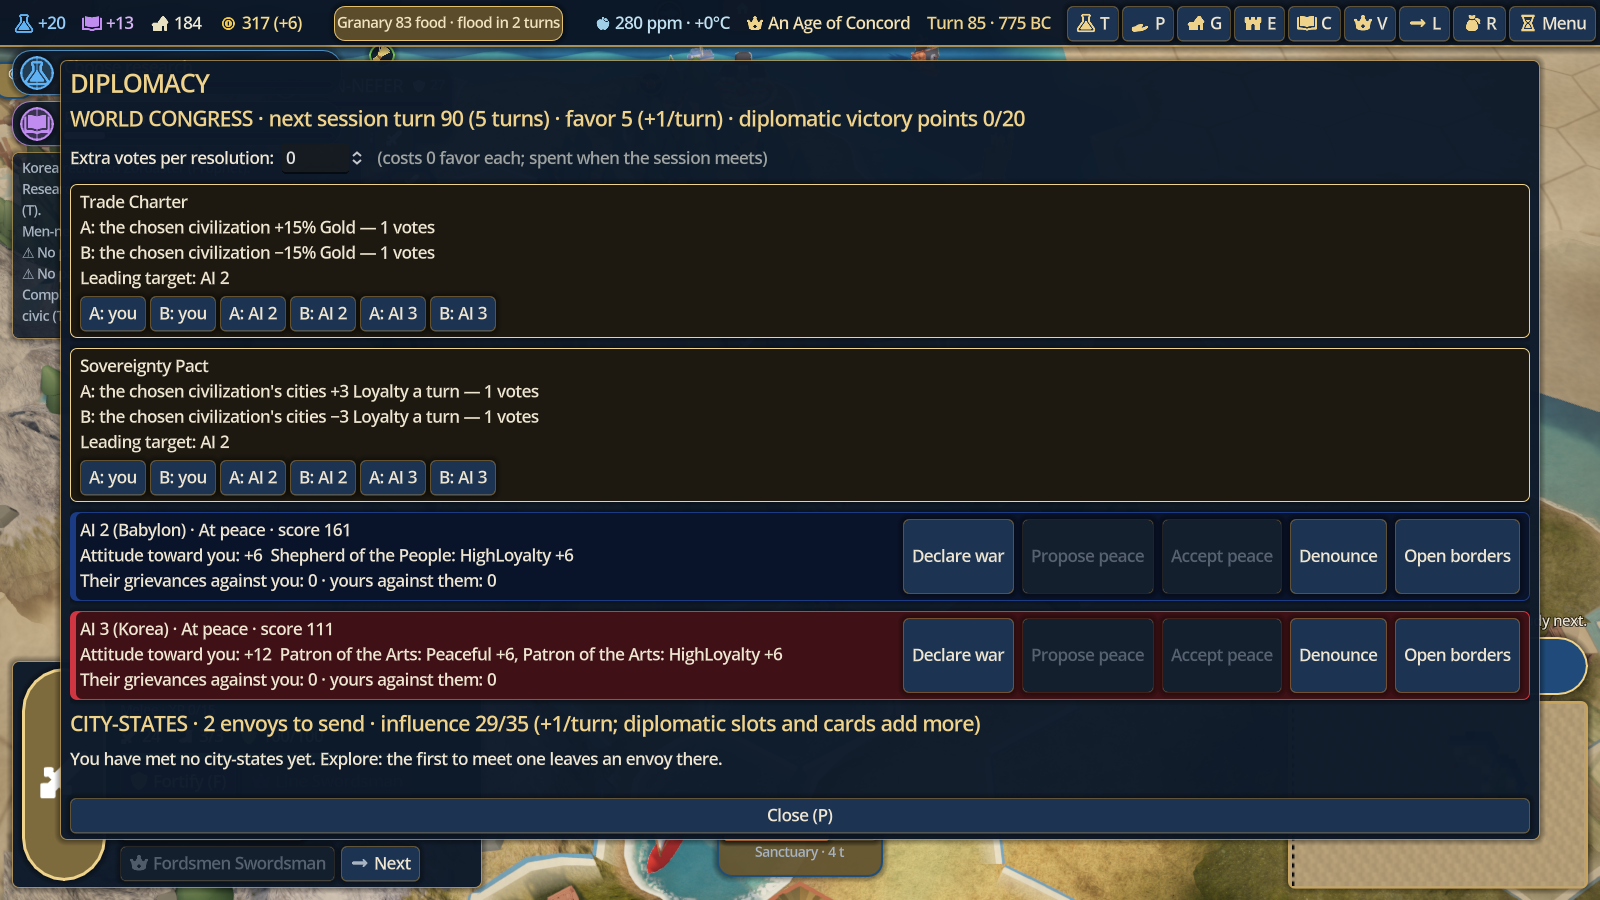 +20 +13 184 317 (+6) Granary 83 food · flood in 2 turns 280 ppm · +0°C An Age of Concord Turn 85 · 775 BC T P G E C V L R Menu
DIPLOMACY
WORLD CONGRESS · next session turn 90 (5 turns) · favor 5 (+1/turn) · diplomatic victory points 0/20
Extra votes per resolution: 0 (costs 0 favor each; spent when the session meets)
Korea
Resea
(T).
Men-r
⚠ No
⚠ No
Comp
civic (T
Trade Charter
A: the chosen civilization +15% Gold — 1 votes
B: the chosen civilization −15% Gold — 1 votes
Leading target: AI 2
A: you B: you A: AI 2 B: AI 2 A: AI 3 B: AI 3
Sovereignty Pact
A: the chosen civilization's cities +3 Loyalty a turn — 1 votes
B: the chosen civilization's cities −3 Loyalty a turn — 1 votes
Leading target: AI 2
A: you B: you A: AI 2 B: AI 2 A: AI 3 B: AI 3
AI 2 (Babylon) · At peace · score 161
Attitude toward you: +6 Shepherd of the People: HighLoyalty +6
Their grievances against you: 0 · yours against them: 0
Declare war Propose peace Accept peace Denounce Open borders
AI 3 (Korea) · At peace · score 111
Attitude toward you: +12 Patron of the Arts: Peaceful +6, Patron of the Arts: HighLoyalty +6
Their grievances against you: 0 · yours against them: 0
Declare war Propose peace Accept peace Denounce Open borders
ly next.
CITY-STATES · 2 envoys to send · influence 29/35 (+1/turn; diplomatic slots and cards add more)
You have met no city-states yet. Explore: the first to meet one leaves an envoy there.
Fortify (F)
Close (P)
Fordsmen Swordsman → Next
Sanctuary · 4 t